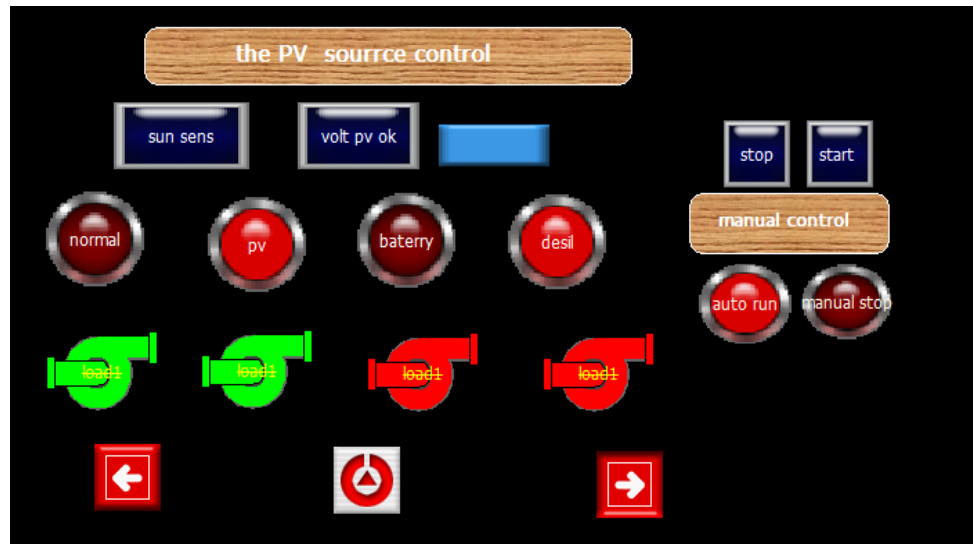 the PV sourrce control
sun sens
volt pv ok
stop
start
manual control
normal
pv
baterry
desil
auto run
manual stop
load1
load1
load1
load1